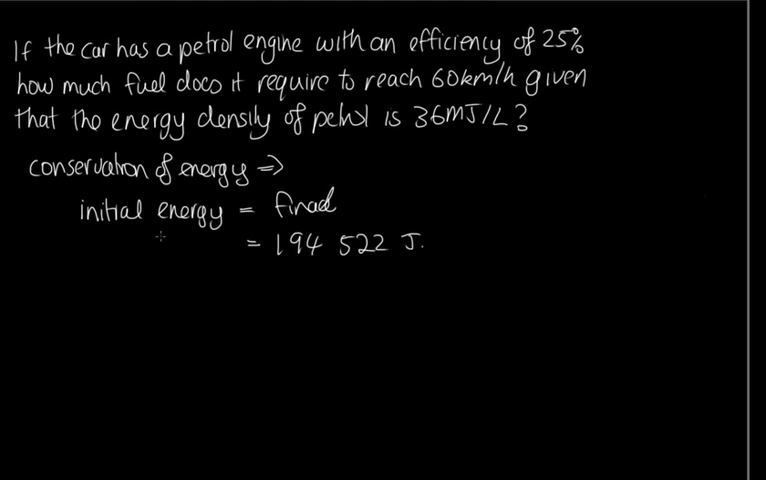 If the car has a petrol engine with an efficiency of 25%
how much fuel does it require to reach 60km/h given
that the energy density of petrol is 36MJ/L?
conservation of energy ⇒
initial energy = final
= 194 522 J.